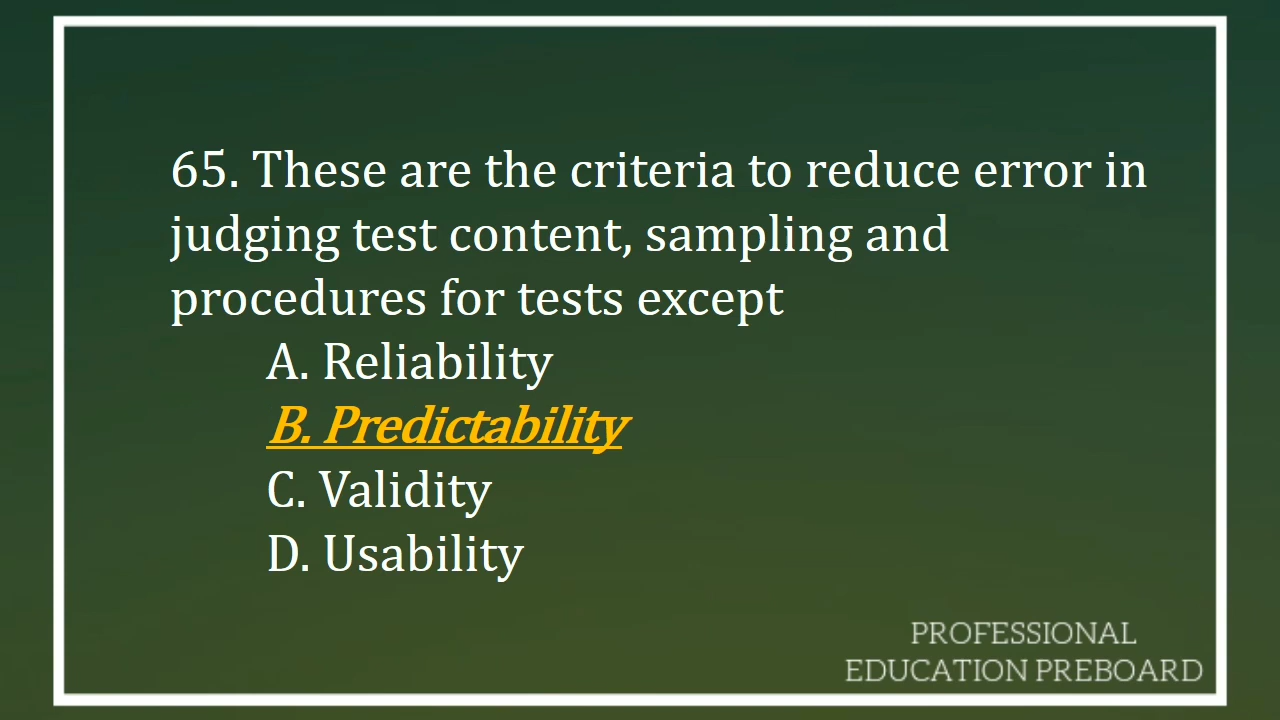 65. These are the criteria to reduce error in
judging test content, sampling and
procedures for tests except
A. Reliability
B. Predictability
C. Validity
D. Usability
PROFESSIONAL
EDUCATION PREBOARD